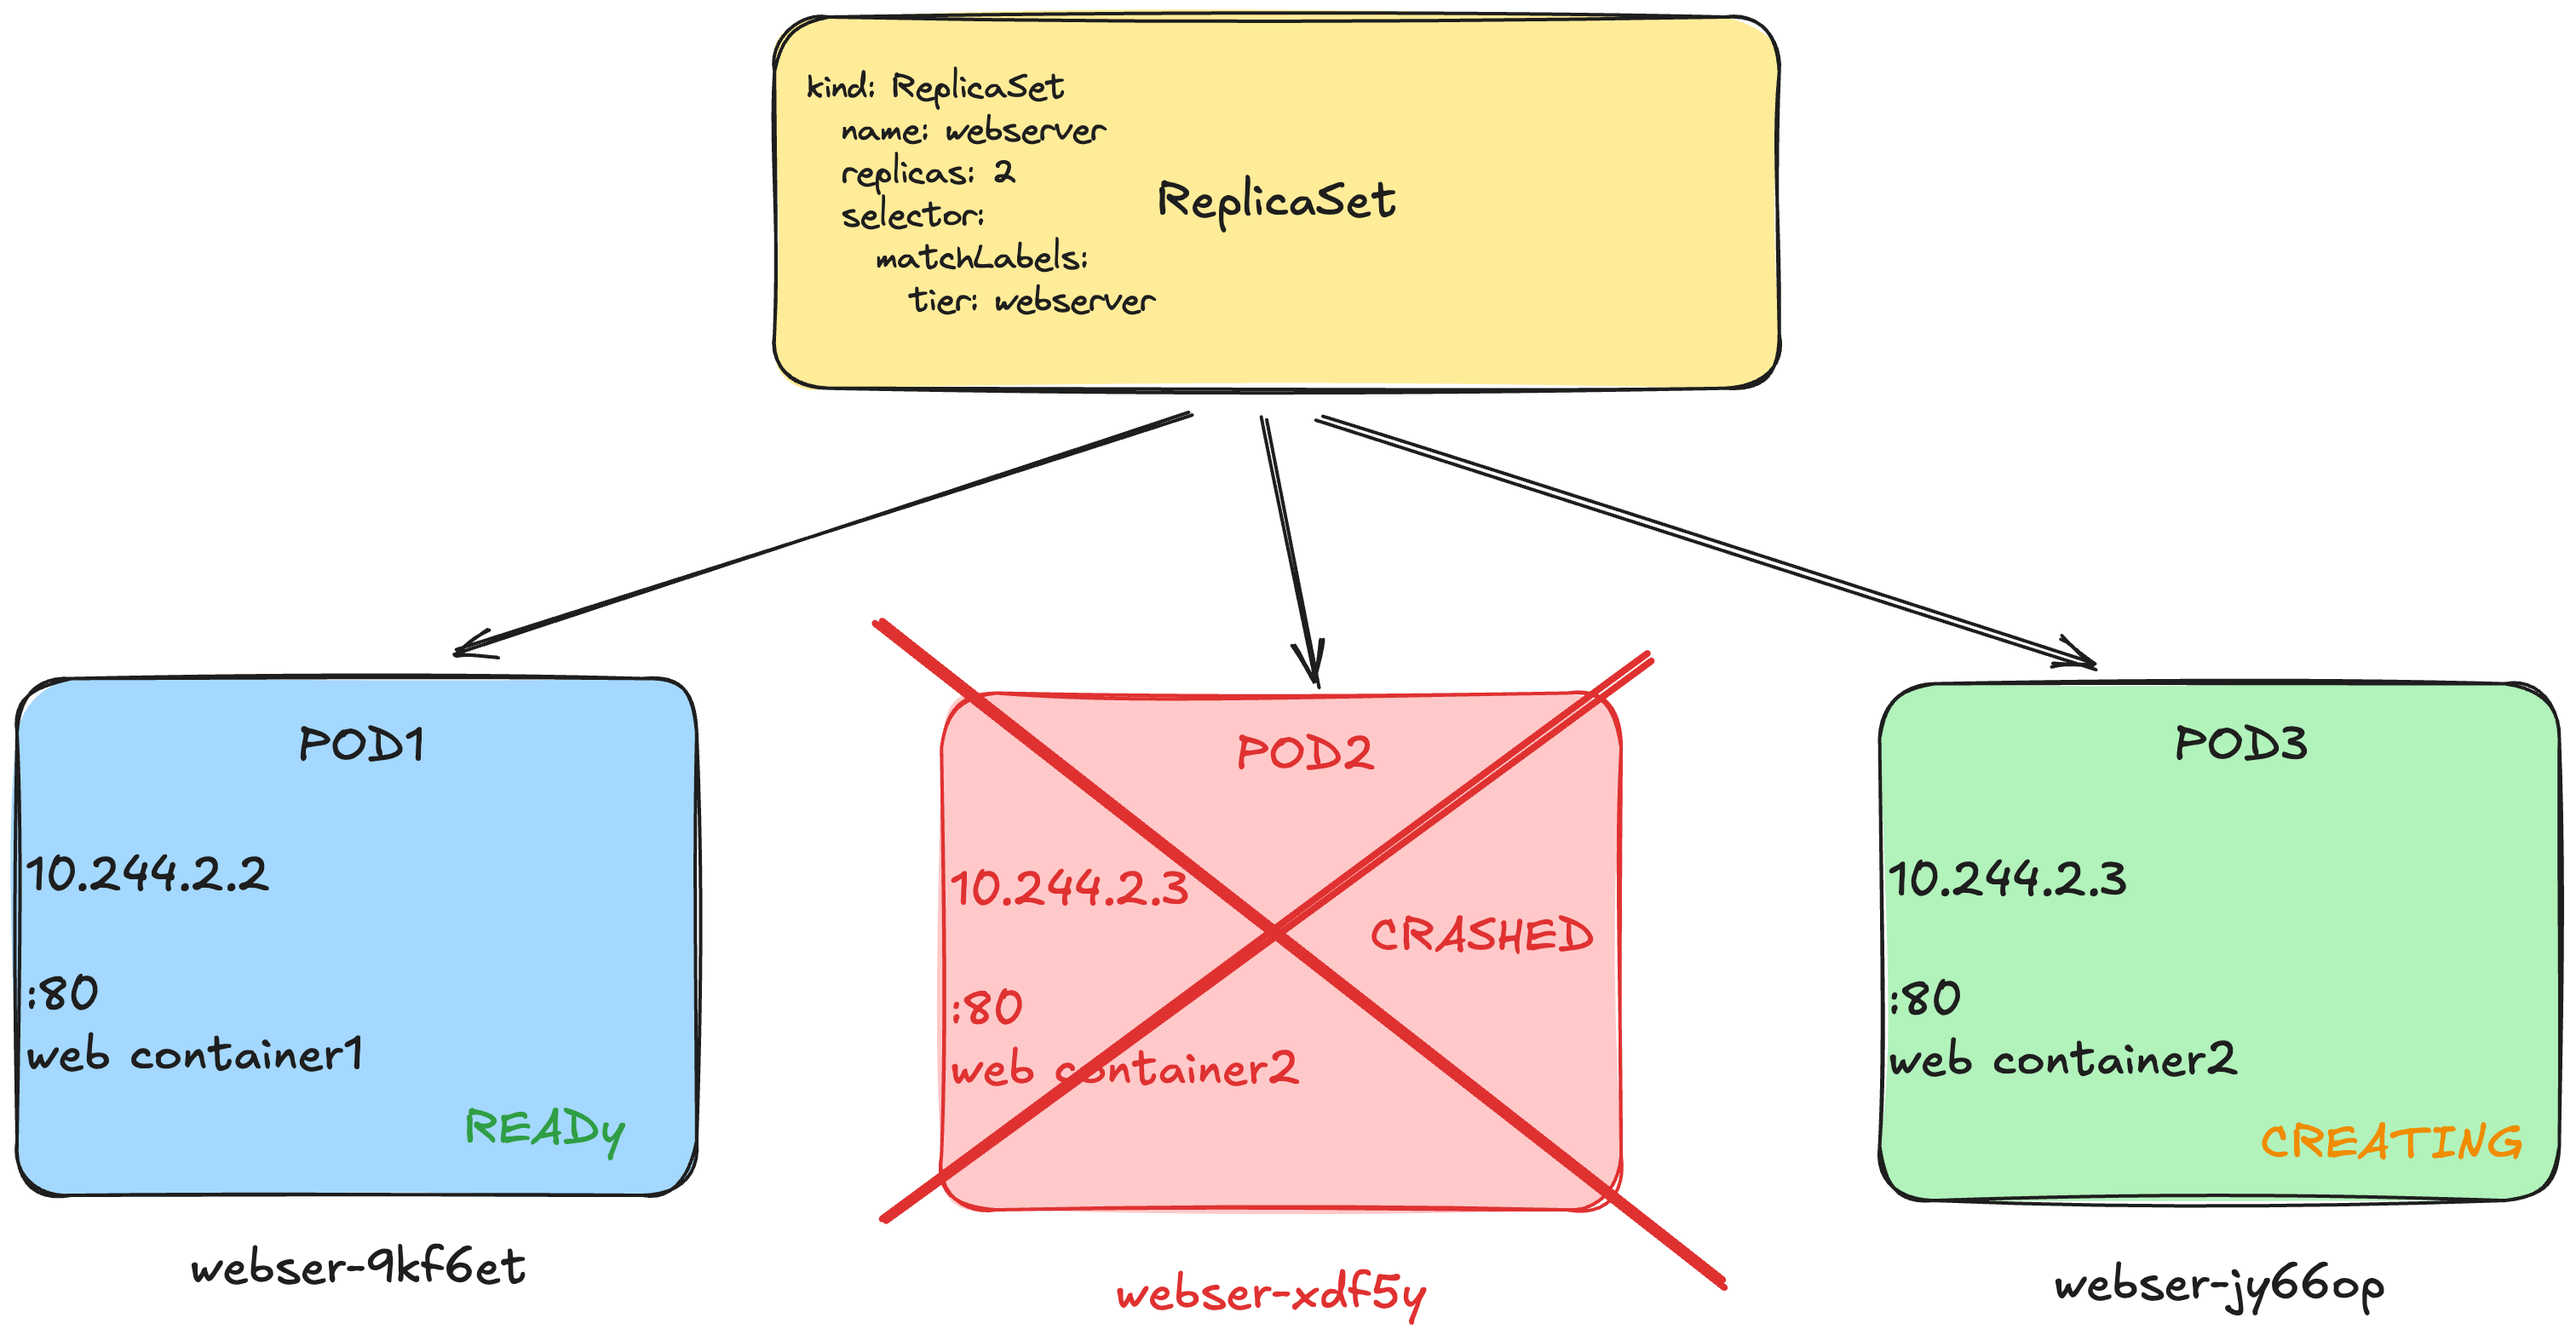 kind: ReplicaSet
name: webserver
replicas: 2
selector:
matchLabels:
tier: webserver
ReplicaSet
POD1
10.244.2.2
:80
web container1
READy
webser-9kf6et
POD2
10.244.2.3
CRASHED
:80
web container2
webser-xdf5y
POD3
10.244.2.3
:80
web container2
CREATING
webser-jy66op